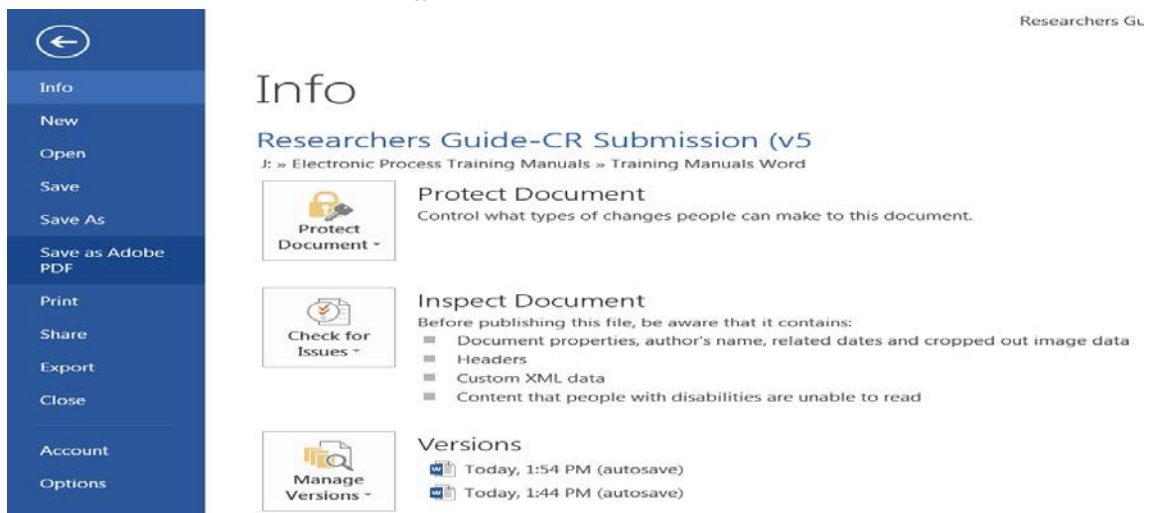 Researchers Gu
Info
New
Open
Save
Save As
Save as Adobe
PDF
Print
Share
Export
Close
Account
Options
Info
Researchers Guide-CR Submission (v5
J: » Electronic Process Training Manuals » Training Manuals Word
Protect
Document
Protect Document
Control what types of changes people can make to this document.
Check for
Issues
Inspect Document
Before publishing this file, be aware that it contains:
Document properties, author's name, related dates and cropped out image data
Headers
Custom XML data
Content that people with disabilities are unable to read
Manage
Versions
Versions
Today, 1:54 PM (autosave)
Today, 1:44 PM (autosave)